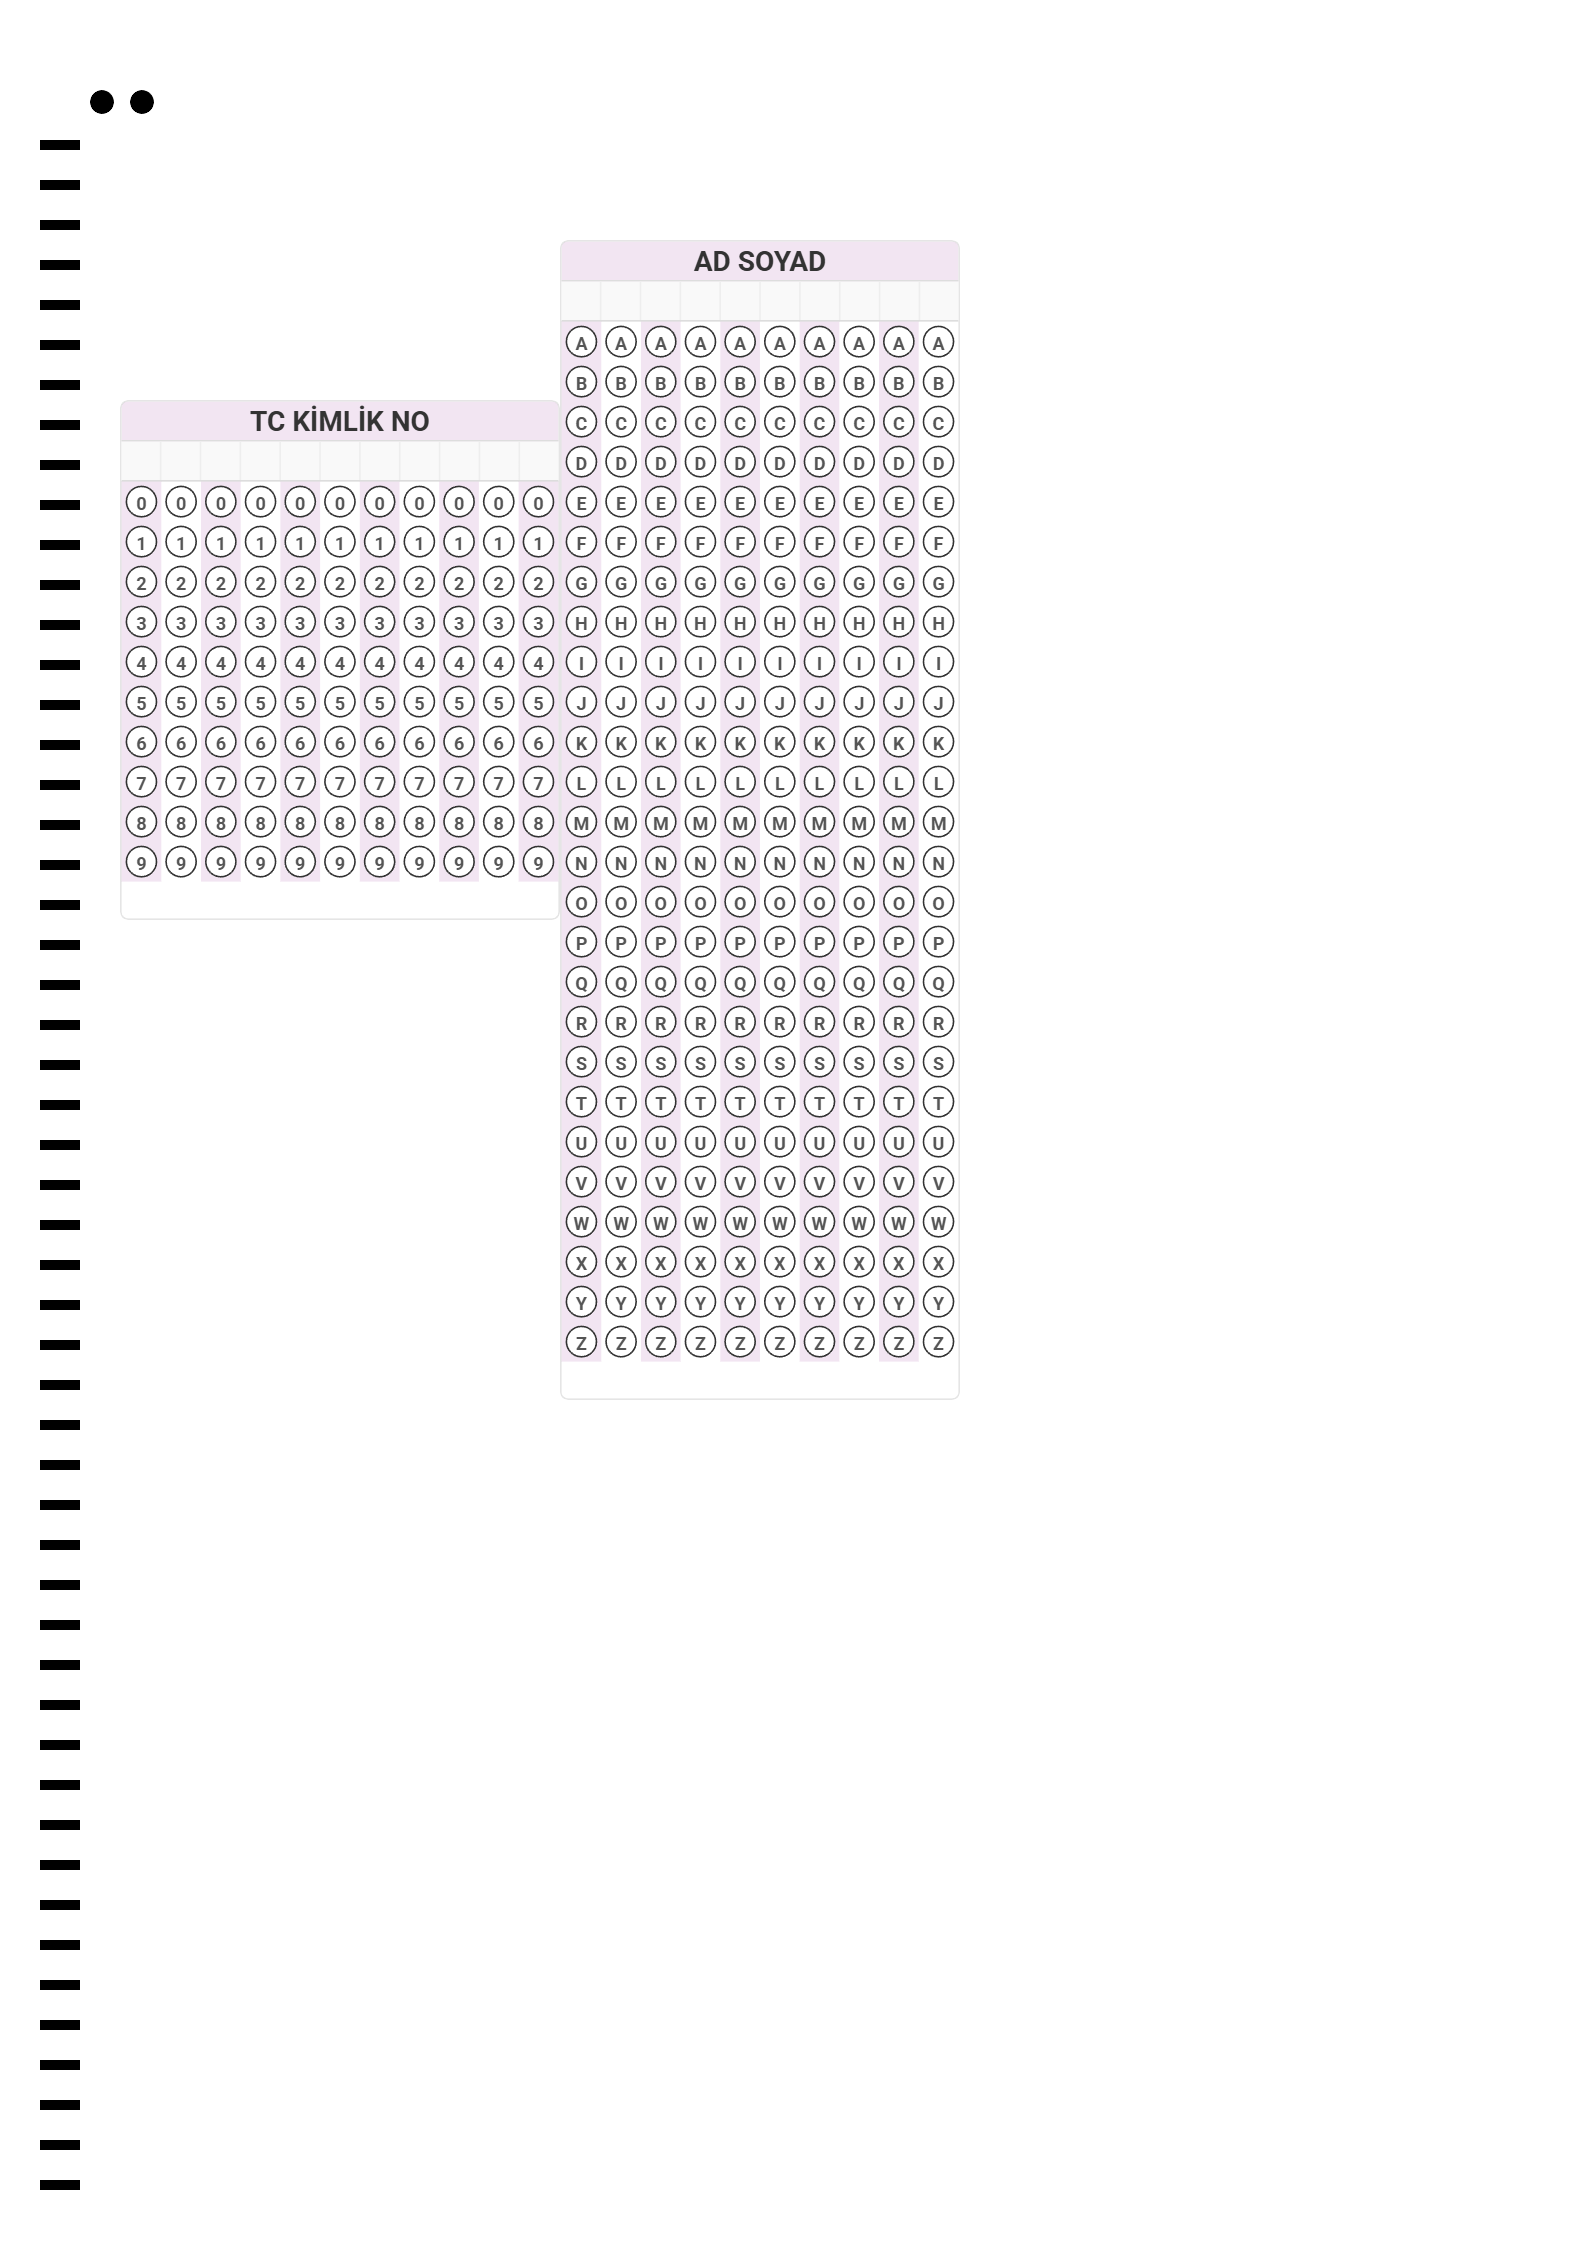 AD SOYAD
A A A A A A A A A A
B B B B B B B B B B
TC KİMLİK NO
C C C C C C C C C C
D D D D D D D D D D
0 0 0 0 0 0 0 0 0 0 0 E E E E E E E E E E
1 1 1 1 1 1 1 1 1 1 1 F F F F F F F F F F
2 2 2 2 2 2 2 2 2 2 2 G G G G G G G G G G
3 3 3 3 3 3 3 3 3 3 3 H H H H H H H H H H
4 4 4 4 4 4 4 4 4 4 4 I I I I I I I I I I
5 5 5 5 5 5 5 5 5 5 5 J J J J J J J J J J
6 6 6 6 6 6 6 6 6 6 6 K K K K K K K K K K
7 7 7 7 7 7 7 7 7 7 7 L L L L L L L L L L
8 8 8 8 8 8 8 8 8 8 8 M M M M M M M M M M
9 9 9 9 9 9 9 9 9 9 9 N N N N N N N N N N
O O O O O O O O O O
P P P P P P P P P P
Q Q Q Q Q Q Q Q Q Q
R R R R R R R R R R
S S S S S S S S S S
T T T T T T T T T T
U U U U U U U U U U
V V V V V V V V V V
W W W W W W W W W W
X X X X X X X X X X
Y Y Y Y Y Y Y Y Y Y
Z Z Z Z Z Z Z Z Z Z